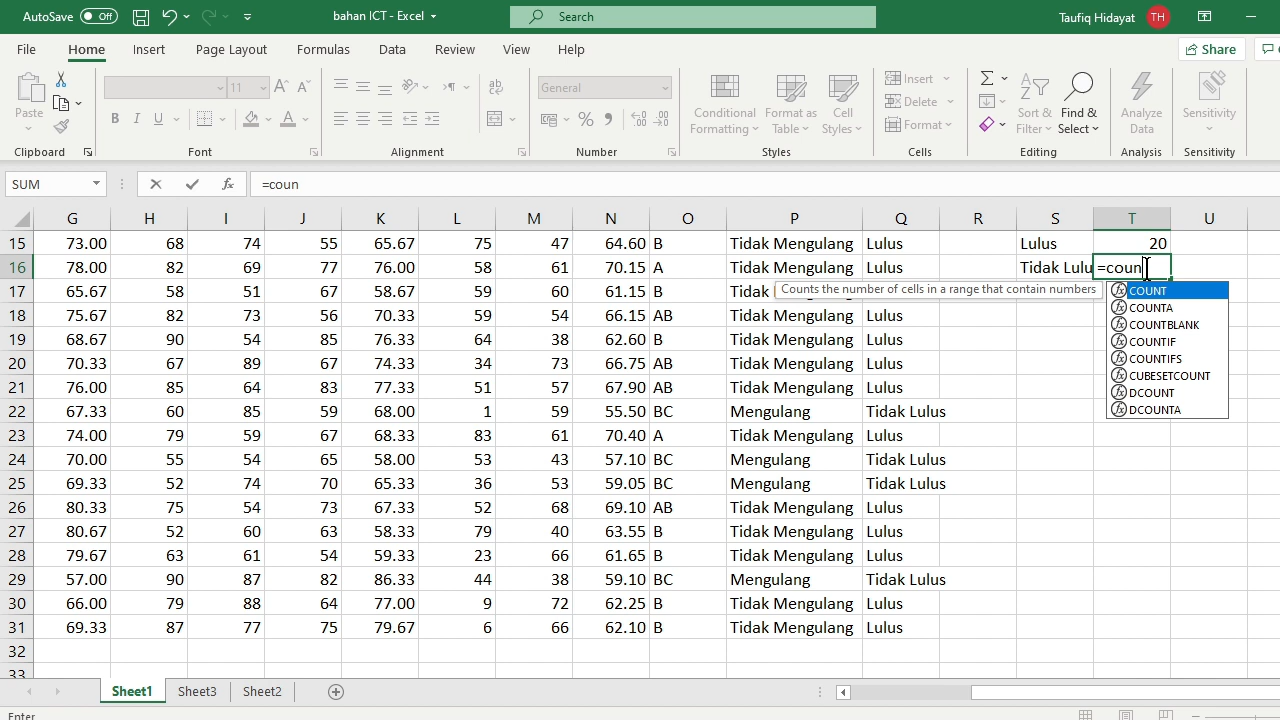 AutoSave Off bahan ICT - Excel Search Taufiq Hidayat TH
File Home Insert Page Layout Formulas Data Review View Help Share
Paste 11 B I U General Conditional Formatting Format as Table Cell Styles Insert Delete Format Sort & Filter Find & Select Analyze Data Sensitivity
Clipboard Font Alignment Number Styles Cells Editing Analysis Sensitivity
SUM =coun
G H I J K L M N O P Q R S T U
15 73.00 68 74 55 65.67 75 47 64.60 B Tidak Mengulang Lulus Lulus 20
16 78.00 82 69 77 76.00 58 61 70.15 A Tidak Mengulang Lulus Tidak Lulu =coun
17 65.67 58 51 67 58.67 59 60 61.15 B Tidak Counts the number of cells in a range that contain numbers COUNT
18 75.67 82 73 56 70.33 59 54 66.15 AB Tidak Mengulang Lulus COUNTA
COUNTBLANK
19 68.67 90 54 85 76.33 64 38 62.60 B Tidak Mengulang Lulus COUNTIF
20 70.33 67 89 67 74.33 34 73 66.75 AB Tidak Mengulang Lulus COUNTIFS
CUBESETCOUNT
21 76.00 85 64 83 77.33 51 57 67.90 AB Tidak Mengulang Lulus DCOUNT
22 67.33 60 85 59 68.00 1 59 55.50 BC Mengulang Tidak Lulus DCOUNTA
23 74.00 79 59 67 68.33 83 61 70.40 A Tidak Mengulang Lulus
24 70.00 55 54 65 58.00 53 43 57.10 BC Mengulang Tidak Lulus
25 69.33 52 74 70 65.33 36 53 59.05 BC Mengulang Tidak Lulus
26 80.33 75 54 73 67.33 52 68 69.10 AB Tidak Mengulang Lulus
27 80.67 52 60 63 58.33 79 40 63.55 B Tidak Mengulang Lulus
28 79.67 63 61 54 59.33 23 66 61.65 B Tidak Mengulang Lulus
29 57.00 90 87 82 86.33 44 38 59.10 BC Mengulang Tidak Lulus
30 66.00 79 88 64 77.00 9 72 62.25 B Tidak Mengulang Lulus
31 69.33 87 77 75 79.67 6 66 62.10 B Tidak Mengulang Lulus
32
33
Sheet1 Sheet3 Sheet2
Enter